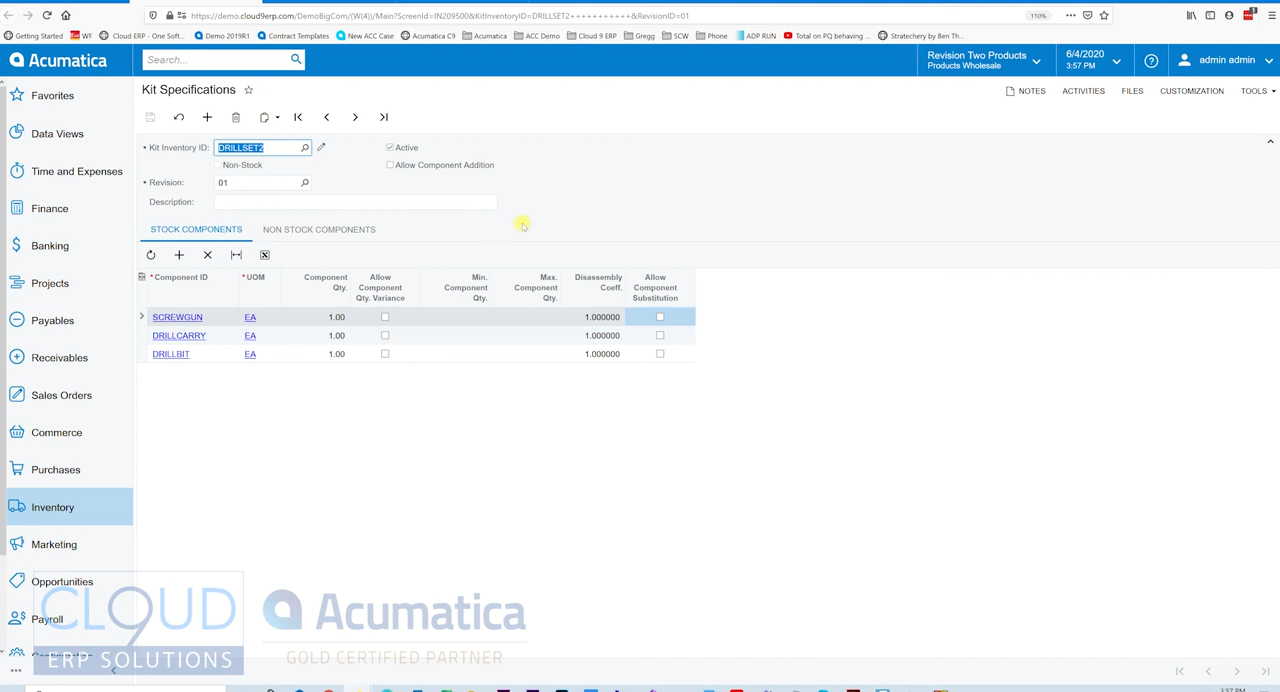 https://demo.cloud9erp.com/DemoBigCom/(W(4))/Main?ScreenId=IN209500&KitInventoryID=DRILLSET2+++++++++++&RevisionID=01
110%
Getting Started WF Cloud ERP - One Soft... Demo 2019R1 Contract Templates New ACC Case Acumatica C9 Acumatica ACC Demo Cloud 9 ERP Gregg SCW Phone ADP RUN Total on PQ behaving ... Stratechery by Ben Th...
Acumatica
Search...
Revision Two Products
Products Wholesale
6/4/2020
3:57 PM
admin admin
Favorites
Data Views
Time and Expenses
Finance
Banking
Projects
Payables
Receivables
Sales Orders
Commerce
Purchases
Inventory
Marketing
Opportunities
Payroll
Kit Specifications
NOTES ACTIVITIES FILES CUSTOMIZATION TOOLS
Kit Inventory ID: DRILLSET2
Active
Non-Stock
Allow Component Addition
Revision: 01
Description:
STOCK COMPONENTS NON STOCK COMPONENTS
Component ID UOM Component Qty. Allow Component Qty. Variance Min. Component Qty. Max. Component Qty. Disassembly Coeff. Allow Component Substitution
SCREWGUN EA 1.00 1.000000
DRILLCARRY EA 1.00 1.000000
DRILLBIT EA 1.00 1.000000
CLOUD 9
ERP SOLUTIONS
Acumatica
GOLD CERTIFIED PARTNER